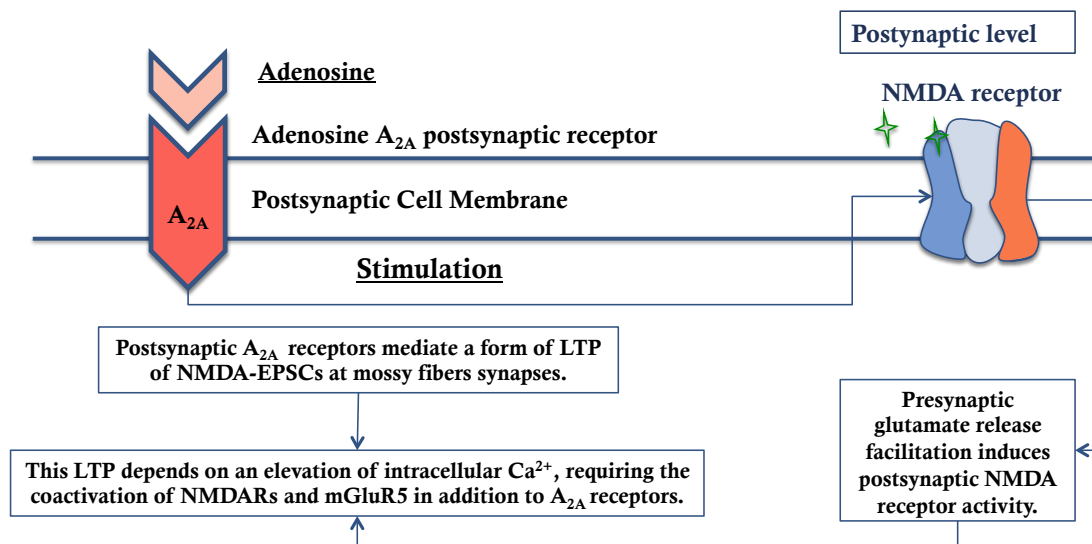 Postynaptic level
Adenosine
NMDA receptor
Adenosine A₂A postsynaptic receptor
Postsynaptic Cell Membrane
A₂A
Stimulation
Postsynaptic A₂A receptors mediate a form of LTP
of NMDA-EPSCs at mossy fibers synapses.
This LTP depends on an elevation of intracellular Ca²⁺, requiring the
coactivation of NMDARs and mGluR5 in addition to A₂A receptors.
Presynaptic
glutamate release
facilitation induces
postsynaptic NMDA
receptor activity.